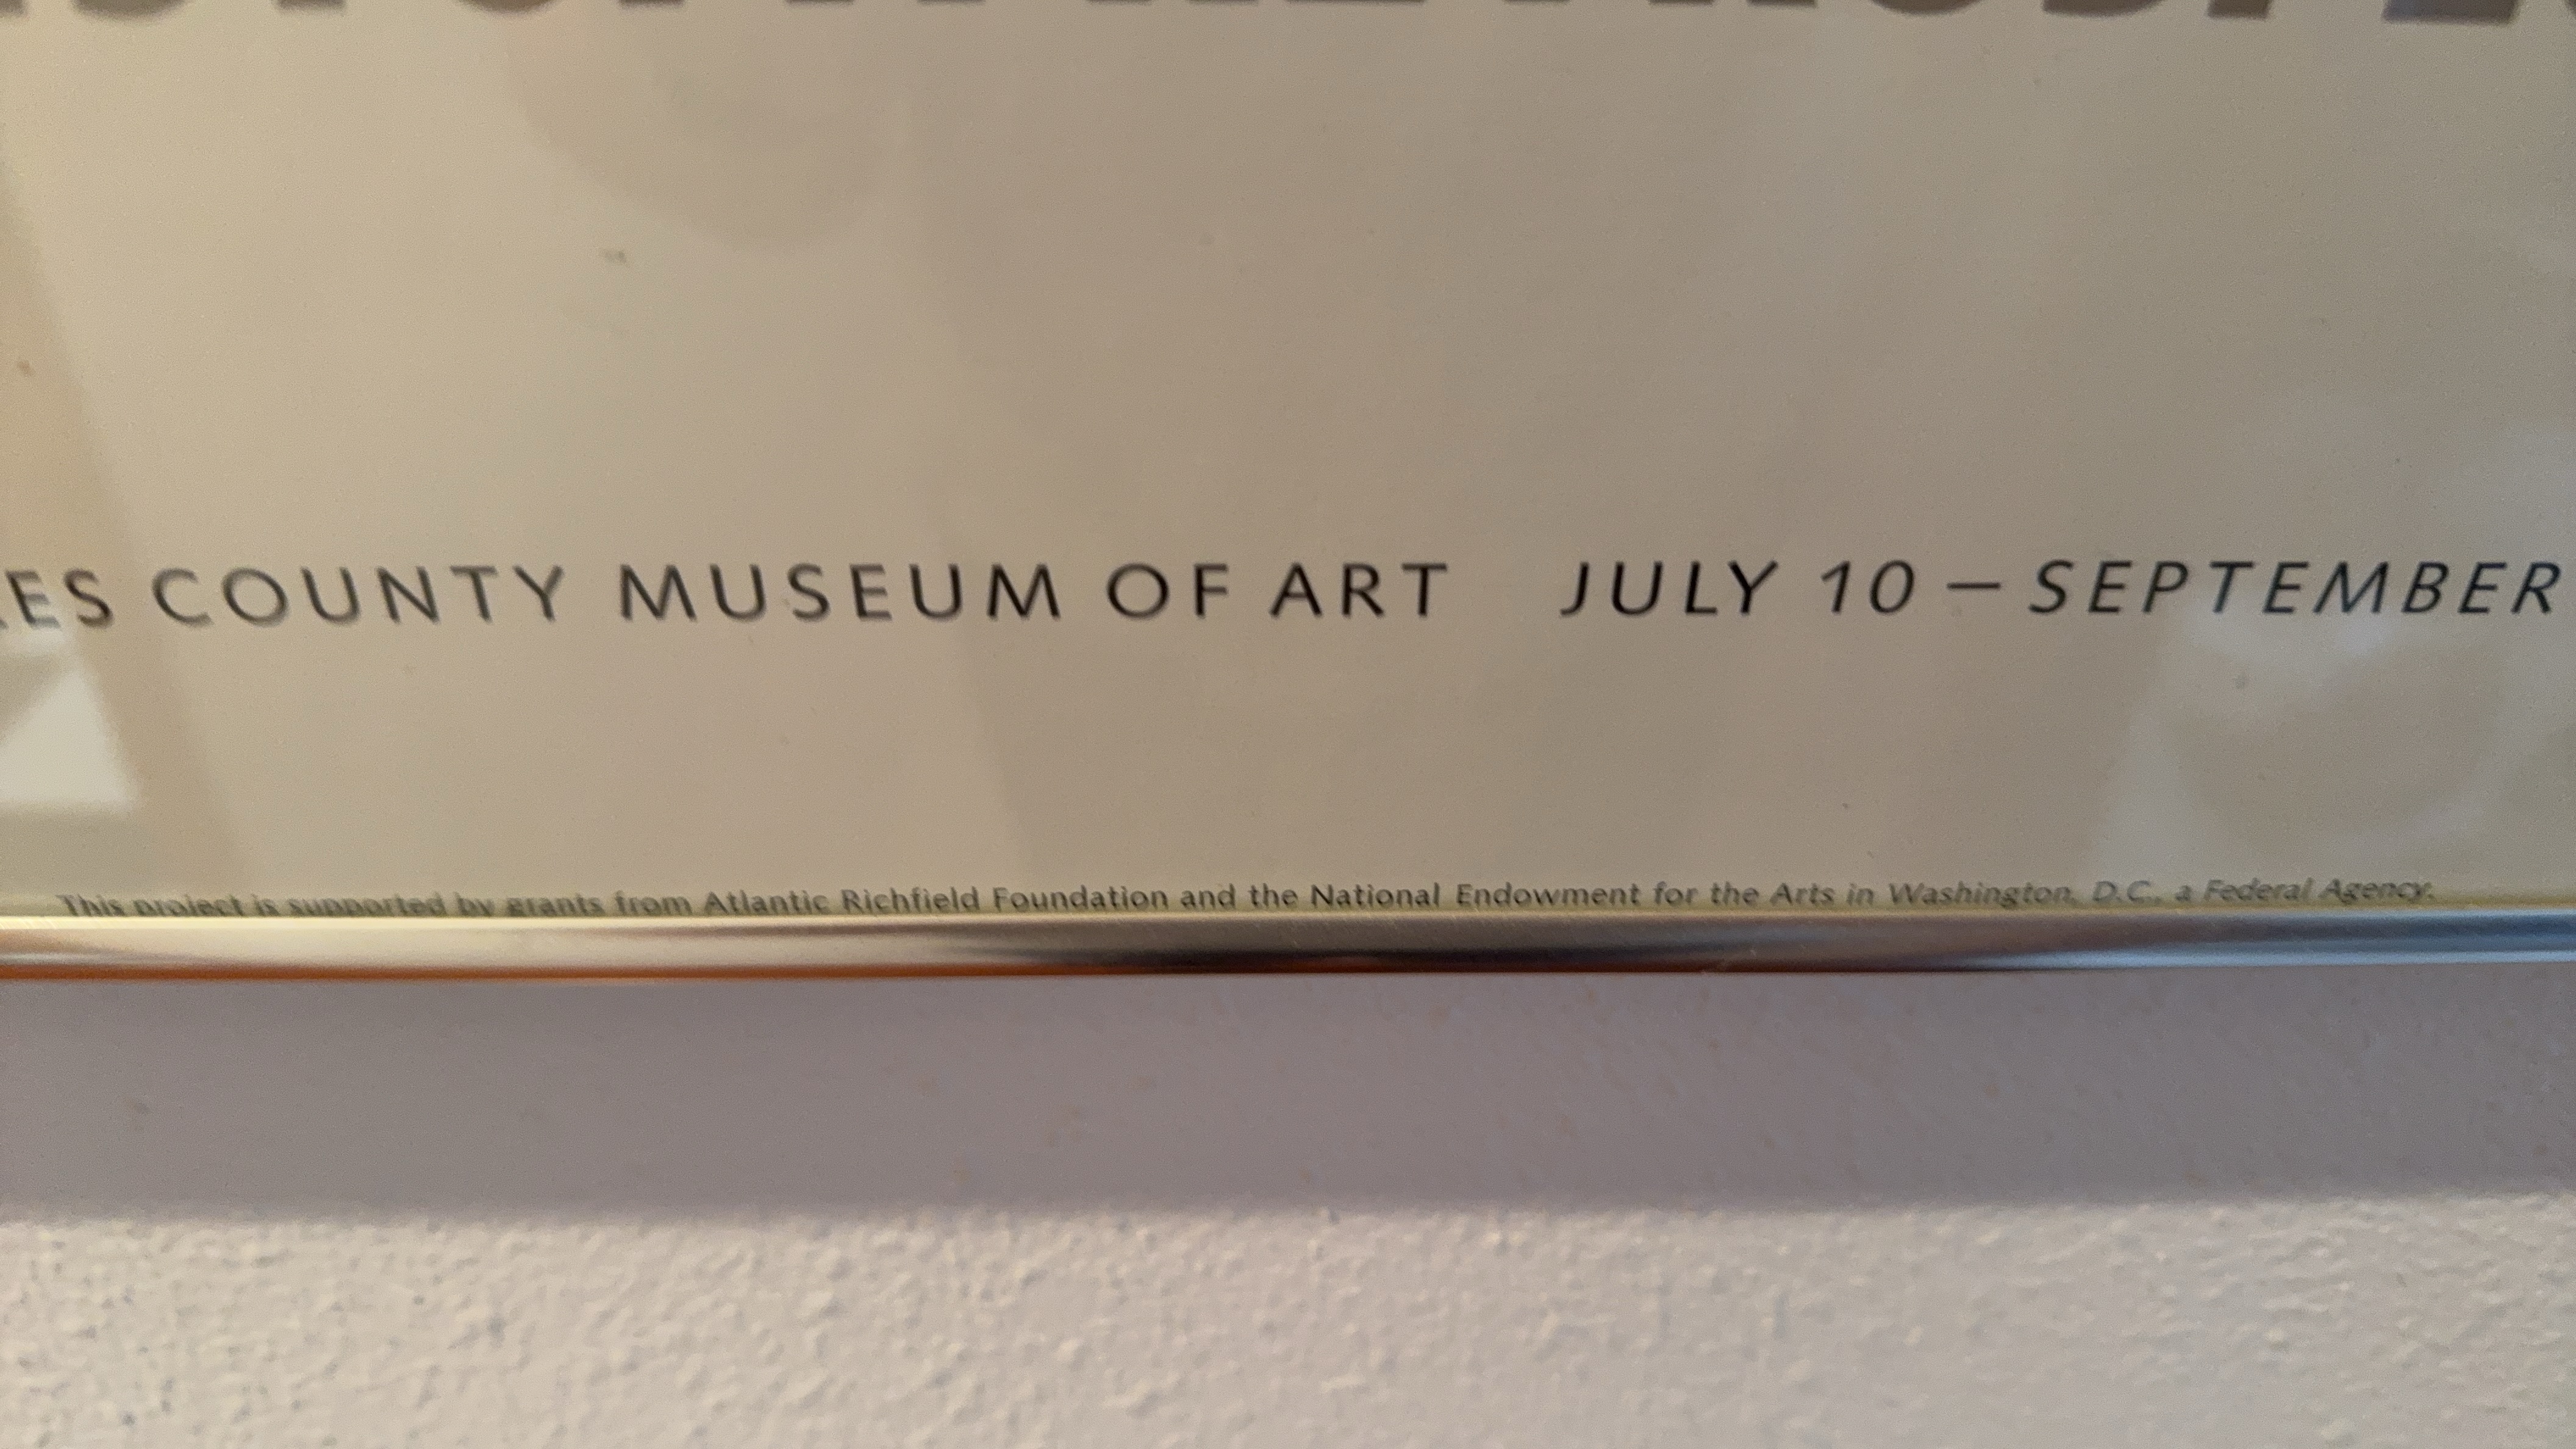 ES COUNTY MUSEUM OF ART JULY 10 – SEPTEMBER
This project is supported by grants from Atlantic Richfield Foundation and the National Endowment for the Arts in Washington, D.C., a Federal Agency.